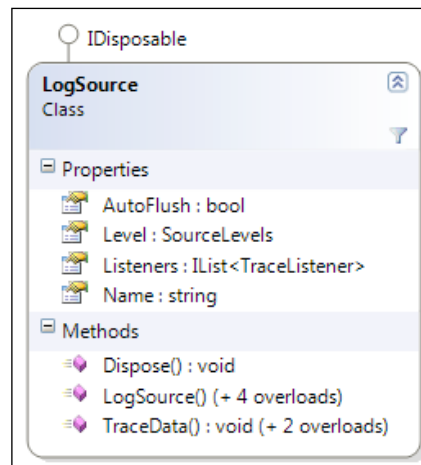 IDisposable
LogSource
Class
Properties
AutoFlush : bool
Level : SourceLevels
Listeners : IList<TraceListener>
Name : string
Methods
Dispose() : void
LogSource() (+ 4 overloads)
TraceData() : void (+ 2 overloads)